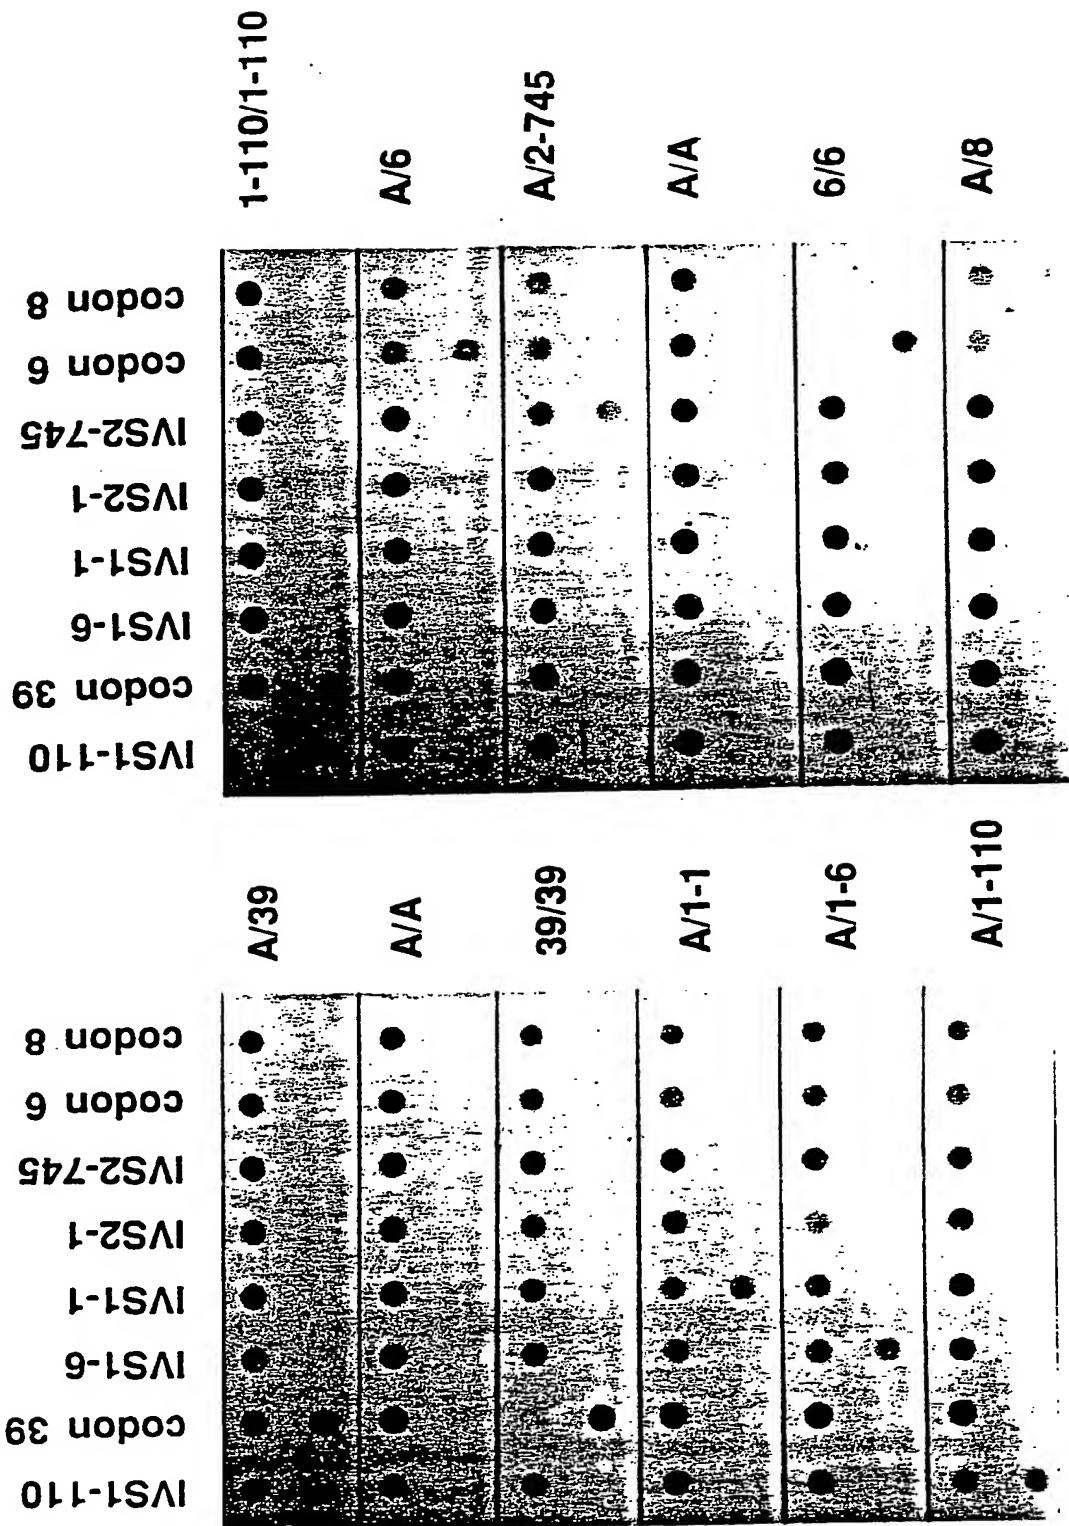 1-110/1-110
A/6
A/2-745
A/A
6/6
A/8
codon 8
codon 6
IVS2-745
IVS2-1
IVS1-1
IVS1-6
codon 39
IVS1-110
A/39
A/A
39/39
A/1-1
A/1-6
A/1-110
codon 8
codon 6
IVS2-745
IVS2-1
IVS1-1
IVS1-6
codon 39
IVS1-110